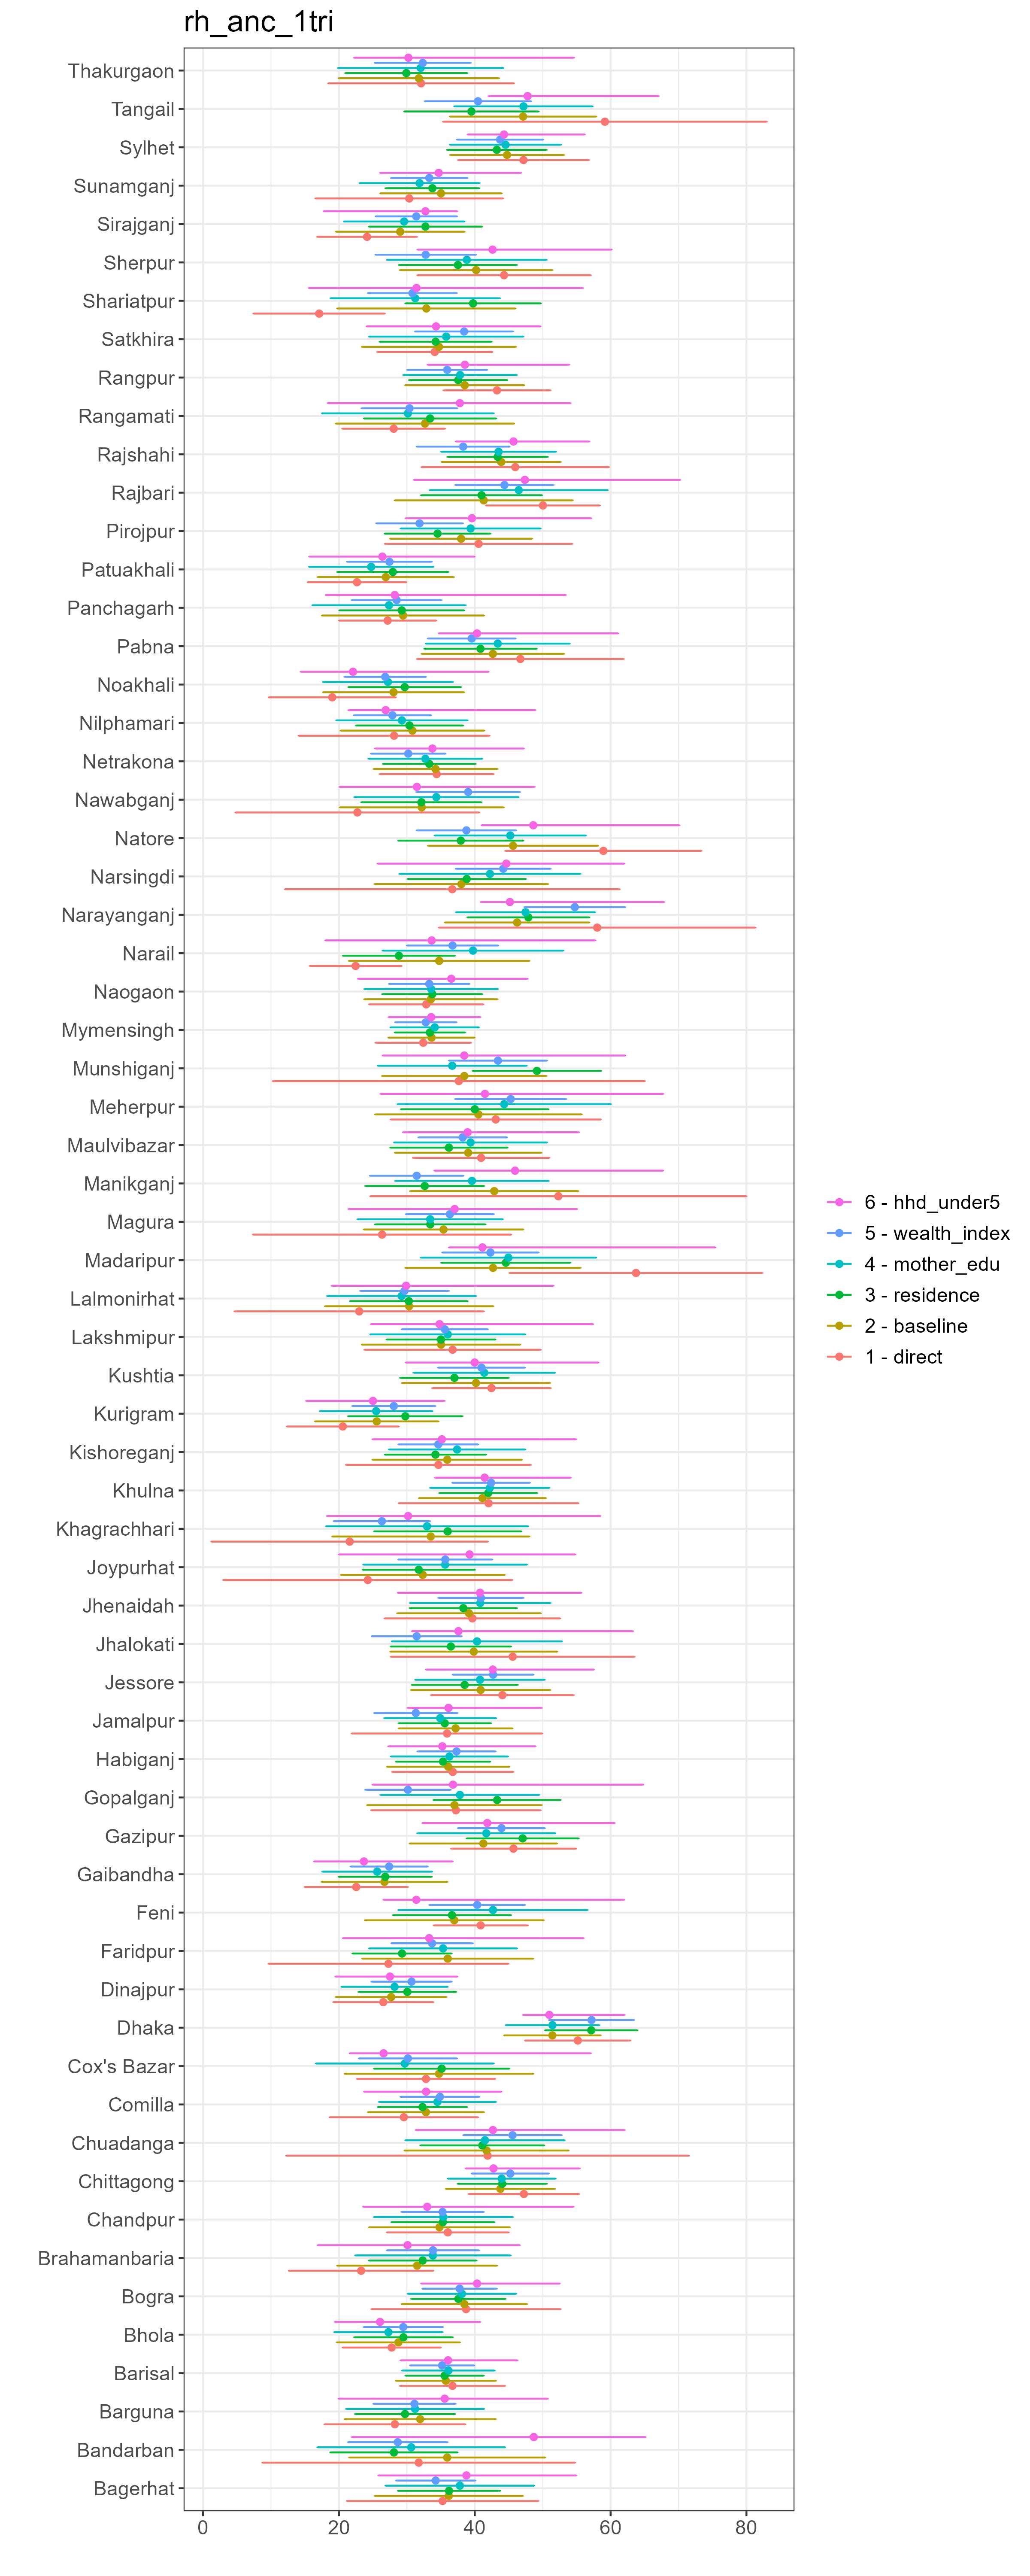 rh_anc_1tri
Thakurgaon
Tangail
Sylhet
Sunamganj
Sirajganj
Sherpur
Shariatpur
Satkhira
Rangpur
Rangamati
Rajshahi
Rajbari
Pirojpur
Patuakhali
Panchagarh
Pabna
Noakhali
Nilphamari
Netrakona
Nawabganj
Natore
Narsingdi
Narayanganj
Narail
Naogaon
Mymensingh
Munshiganj
Meherpur
Maulvibazar
Manikganj
Magura
Madaripur
Lalmonirhat
Lakshmipur
Kushtia
Kurigram
Kishoreganj
Khulna
Khagrachhari
Joypurhat
Jhenaidah
Jhalokati
Jessore
Jamalpur
Habiganj
Gopalganj
Gazipur
Gaibandha
Feni
Faridpur
Dinajpur
Dhaka
Cox's Bazar
Comilla
Chuadanga
Chittagong
Chandpur
Brahamanbaria
Bogra
Bhola
Barisal
Barguna
Bandarban
Bagerhat
0 20 40 60 80
6 - hhd_under5
5 - wealth_index
4 - mother_edu
3 - residence
2 - baseline
1 - direct